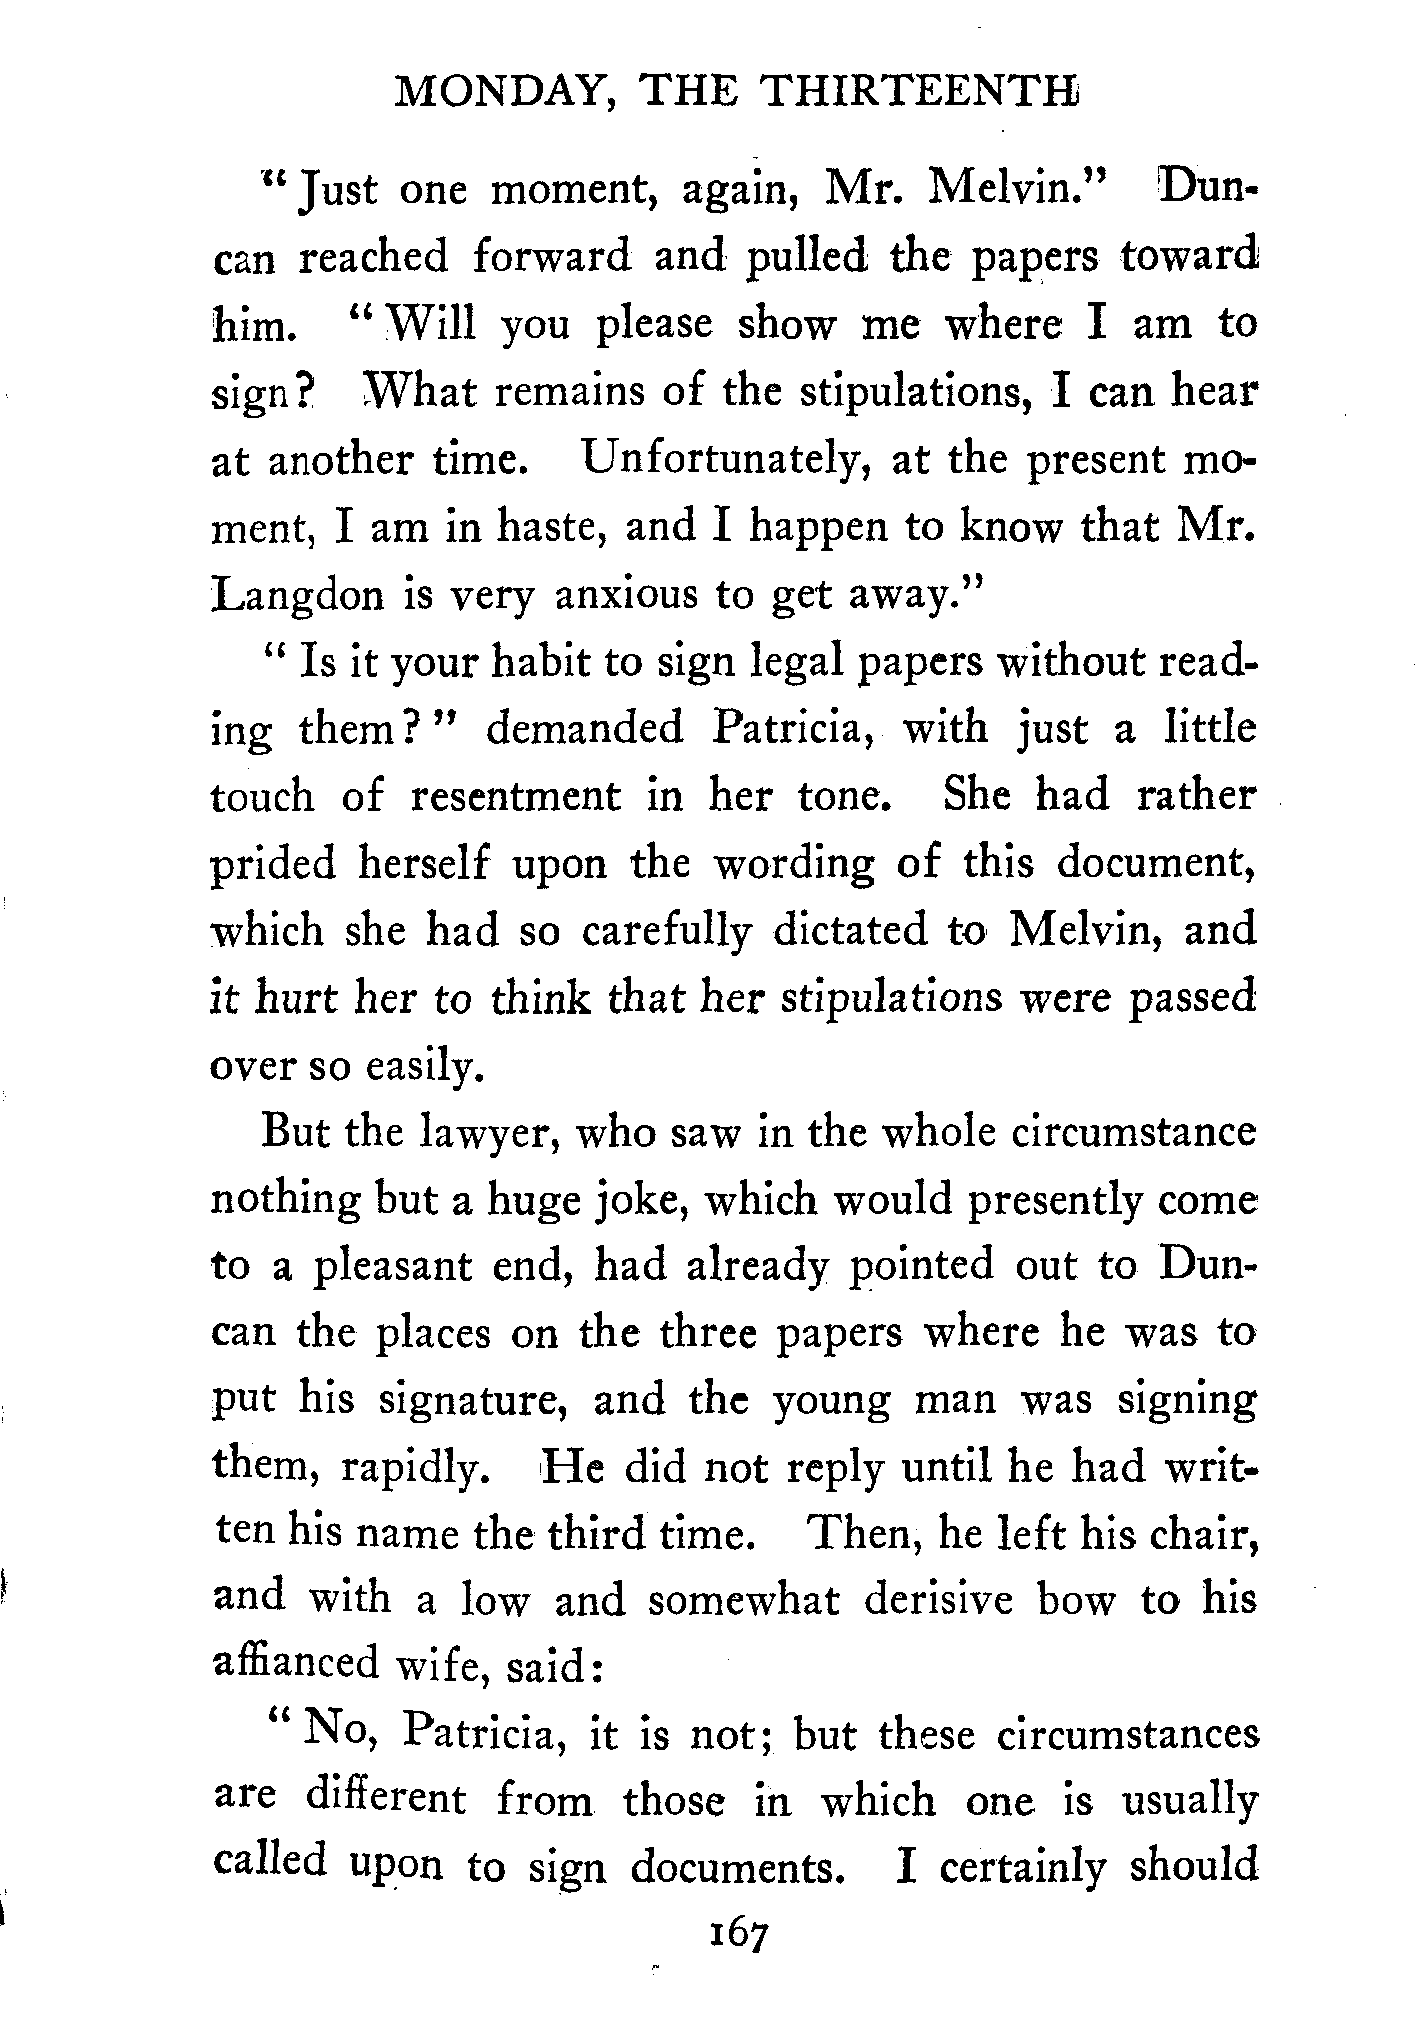 MONDAY, THE THIRTEENTH
"Just one moment, again, Mr. Melvin." Dun-
can reached forward and pulled the papers toward
him. "Will you please show me where I am to
sign? What remains of the stipulations, I can hear
at another time. Unfortunately, at the present mo-
ment, I am in haste, and I happen to know that Mr.
Langdon is very anxious to get away."
"Is it your habit to sign legal papers without read-
ing them?" demanded Patricia, with just a little
touch of resentment in her tone. She had rather
prided herself upon the wording of this document,
which she had so carefully dictated to Melvin, and
it hurt her to think that her stipulations were passed
over so easily.
But the lawyer, who saw in the whole circumstance
nothing but a huge joke, which would presently come
to a pleasant end, had already pointed out to Dun-
can the places on the three papers where he was to
put his signature, and the young man was signing
them, rapidly. He did not reply until he had writ-
ten his name the third time. Then, he left his chair,
and with a low and somewhat derisive bow to his
affianced wife, said:
"No, Patricia, it is not; but these circumstances
are different from those in which one is usually
called upon to sign documents. I certainly should
167